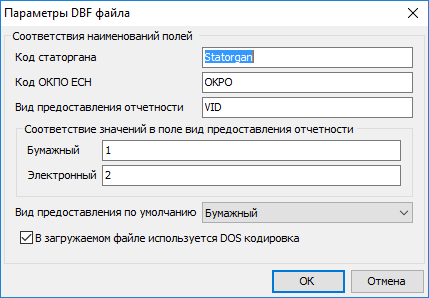 Параметры DBF файла
Соответствия наименований полей
Код статоргана Statorgan
Код ОКПО ЕСН OKPO
Вид предоставления отчетности VID
Соответствие значений в поле вид предоставления отчетности
Бумажный 1
Электронный 2
Вид предоставления по умолчанию Бумажный
В загружаемом файле используется DOS кодировка
ОК Отмена